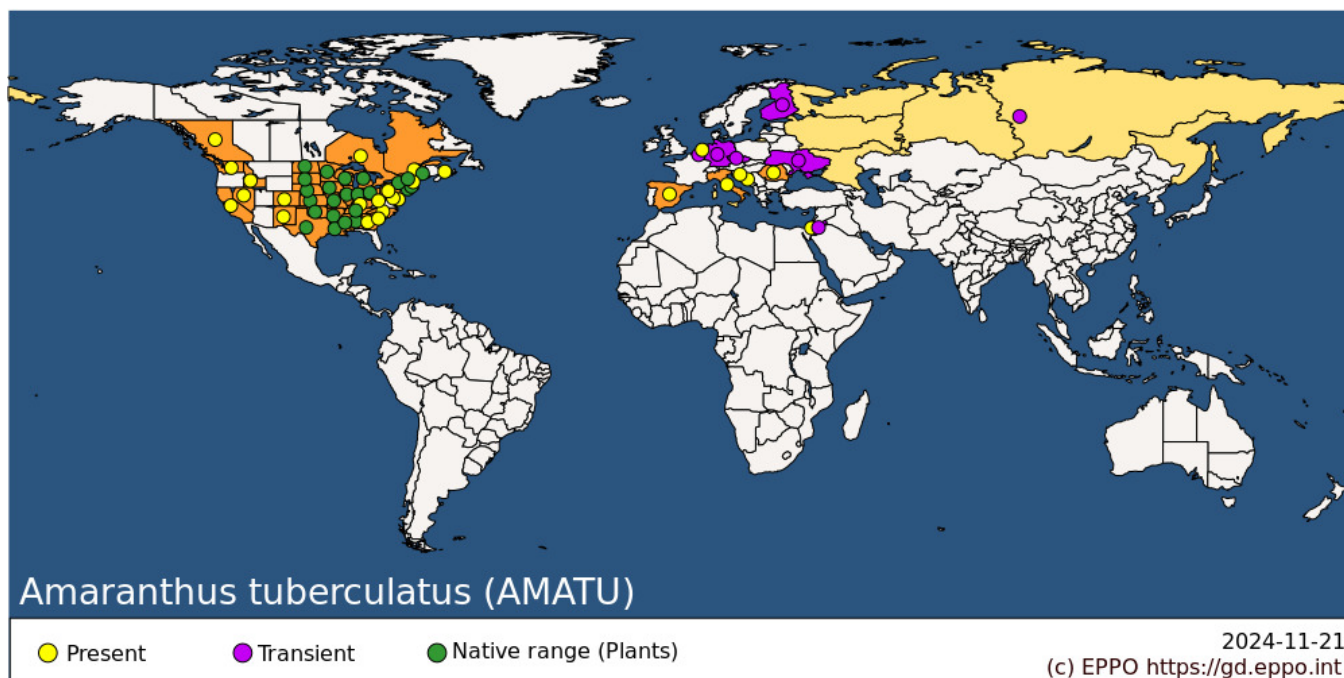 Amaranthus tuberculatus (AMATU)
Present
Transient
Native range (Plants)
2024-11-21
(c) EPPO https://gd.eppo.int